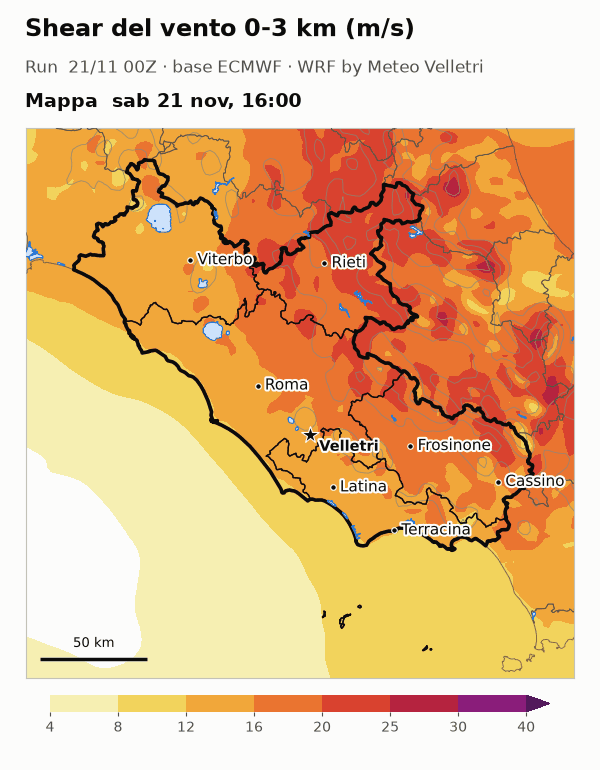 Shear del vento 0-3 km (m/s)
Run  21/11 00Z · base ECMWF · WRF by Meteo Velletri
Mappa  sab 21 nov, 16:00
Viterbo
Rieti
Roma
Velletri
Frosinone
Latina
Cassino
Terracina
50 km
4 8 12 16 20 25 30 40